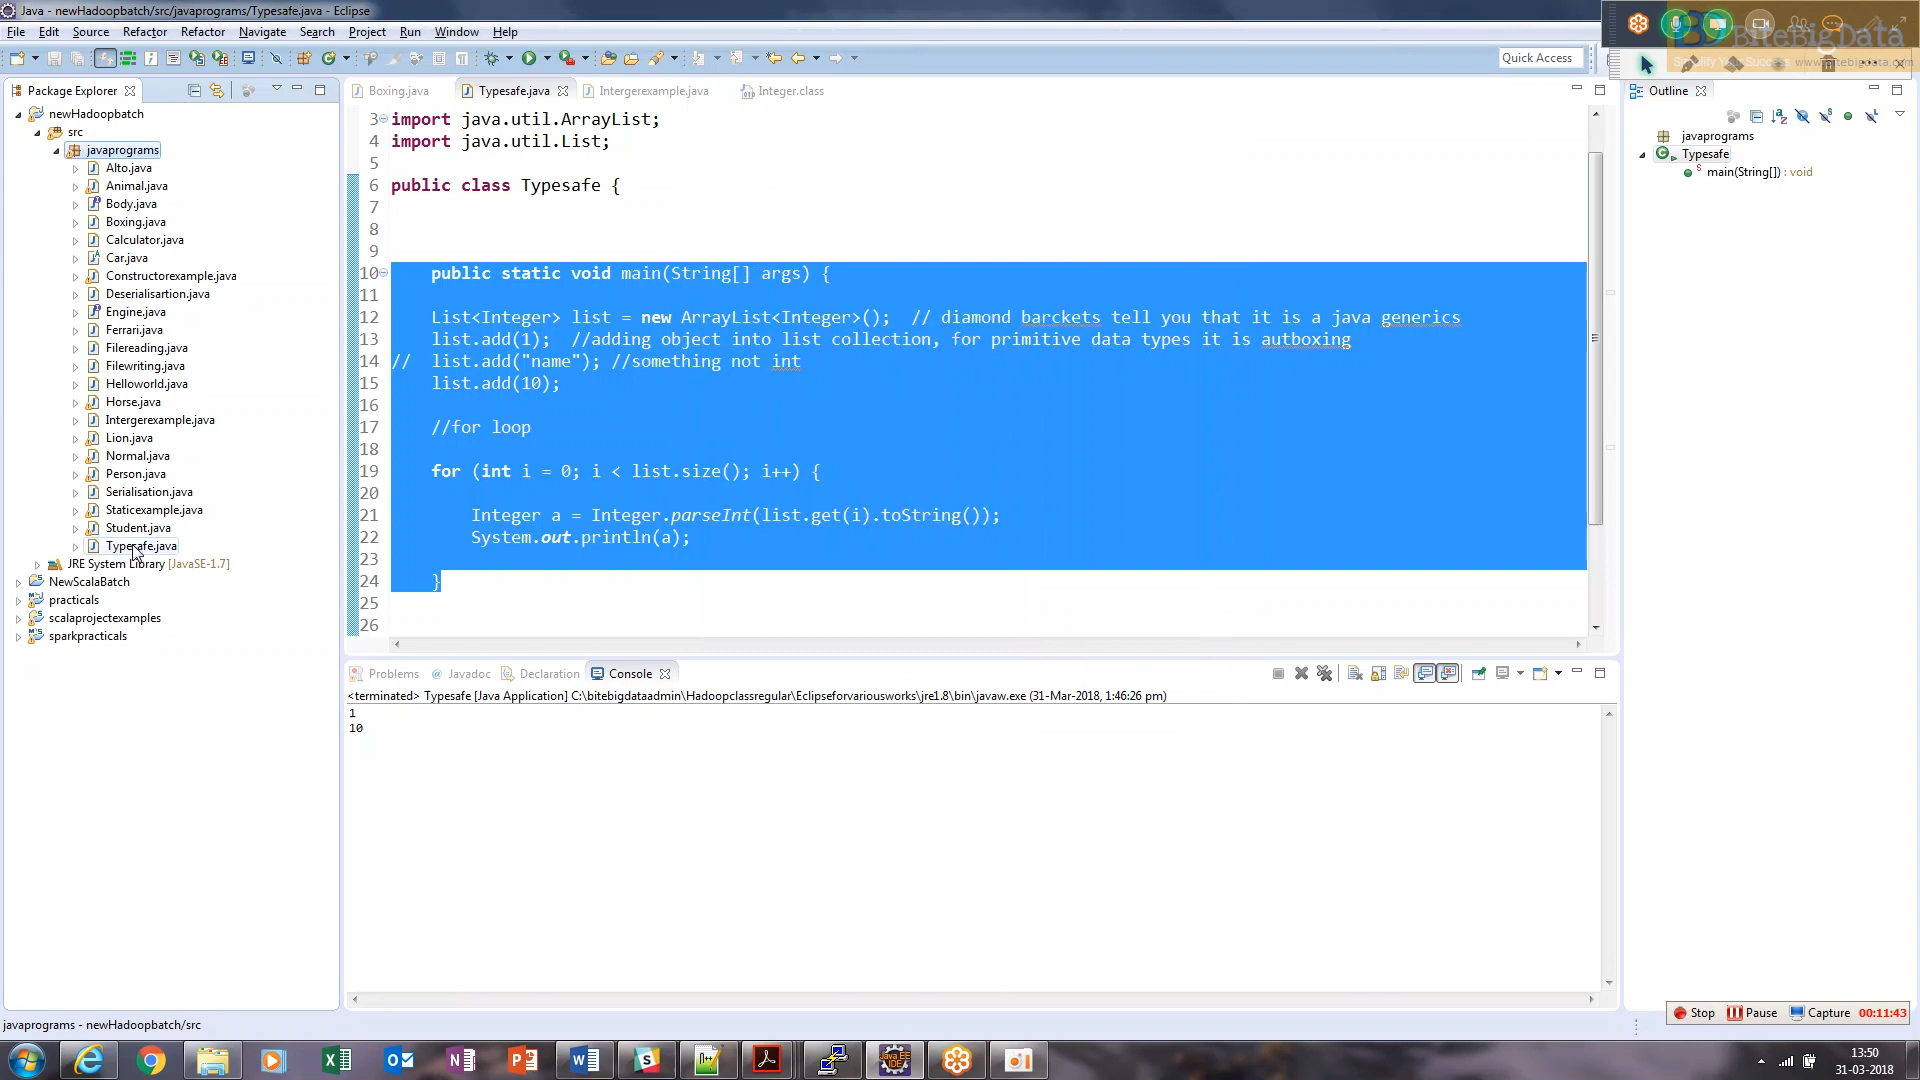 Java - newHadoopbatch/src/javaprograms/Typesafe.java - Eclipse
File Edit Source Refactor Refactor Navigate Search Project Run Window Help
BiteBigData
Quick Access
www.bitebigdata.com
Package Explorer
newHadoopbatch
src
javaprograms
Alto.java
Animal.java
Body.java
Boxing.java
Calculator.java
Car.java
Constructorexample.java
Deserialisartion.java
Engine.java
Ferrari.java
Filereading.java
Filewriting.java
Helloworld.java
Horse.java
Intergerexample.java
Lion.java
Normal.java
Person.java
Serialisation.java
Staticexample.java
Student.java
Typesafe.java
JRE System Library [JavaSE-1.7]
NewScalaBatch
practicals
scalaprojectexamples
sparkpracticals
Boxing.java Typesafe.java Intergerexample.java Integer.class
3 import java.util.ArrayList;
4 import java.util.List;
5
6 public class Typesafe {
7
8
9
10 public static void main(String[] args) {
11
12 List<Integer> list = new ArrayList<Integer>(); // diamond barckets tell you that it is a java generics
13 list.add(1); //adding object into list collection, for primitive data types it is autboxing
14 // list.add("name"); //something not int
15 list.add(10);
16
17 //for loop
18
19 for (int i = 0; i < list.size(); i++) {
20
21 Integer a = Integer.parseInt(list.get(i).toString());
22 System.out.println(a);
23
24 }
25
26
Outline
javaprograms
Typesafe
main(String[]) : void
Problems @ Javadoc Declaration Console
<terminated> Typesafe [Java Application] C:\bitebigdataadmin\Hadoopclassregular\Eclipseforvariousworks\jre1.8\bin\javaw.exe (31-Mar-2018, 1:46:26 pm)
1
10
Stop Pause Capture 00:11:43
javaprograms - newHadoopbatch/src
13:50
31-03-2018